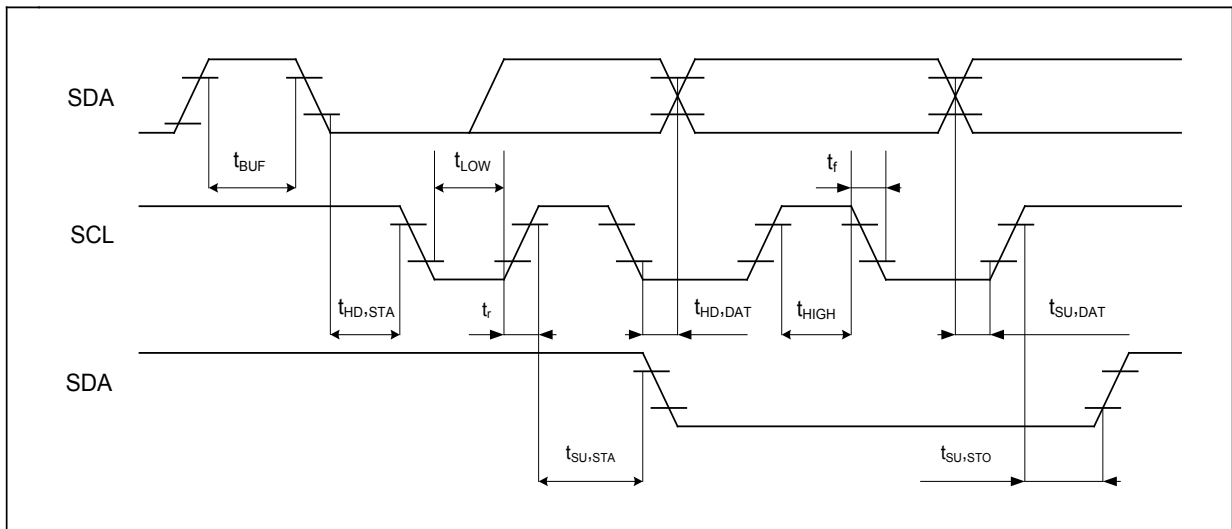 SDA
t_BUF
t_LOW
t_f
SCL
t_HD,STA
t_r
t_HD,DAT
t_HIGH
t_SU,DAT
SDA
t_SU,STA
t_SU,STO